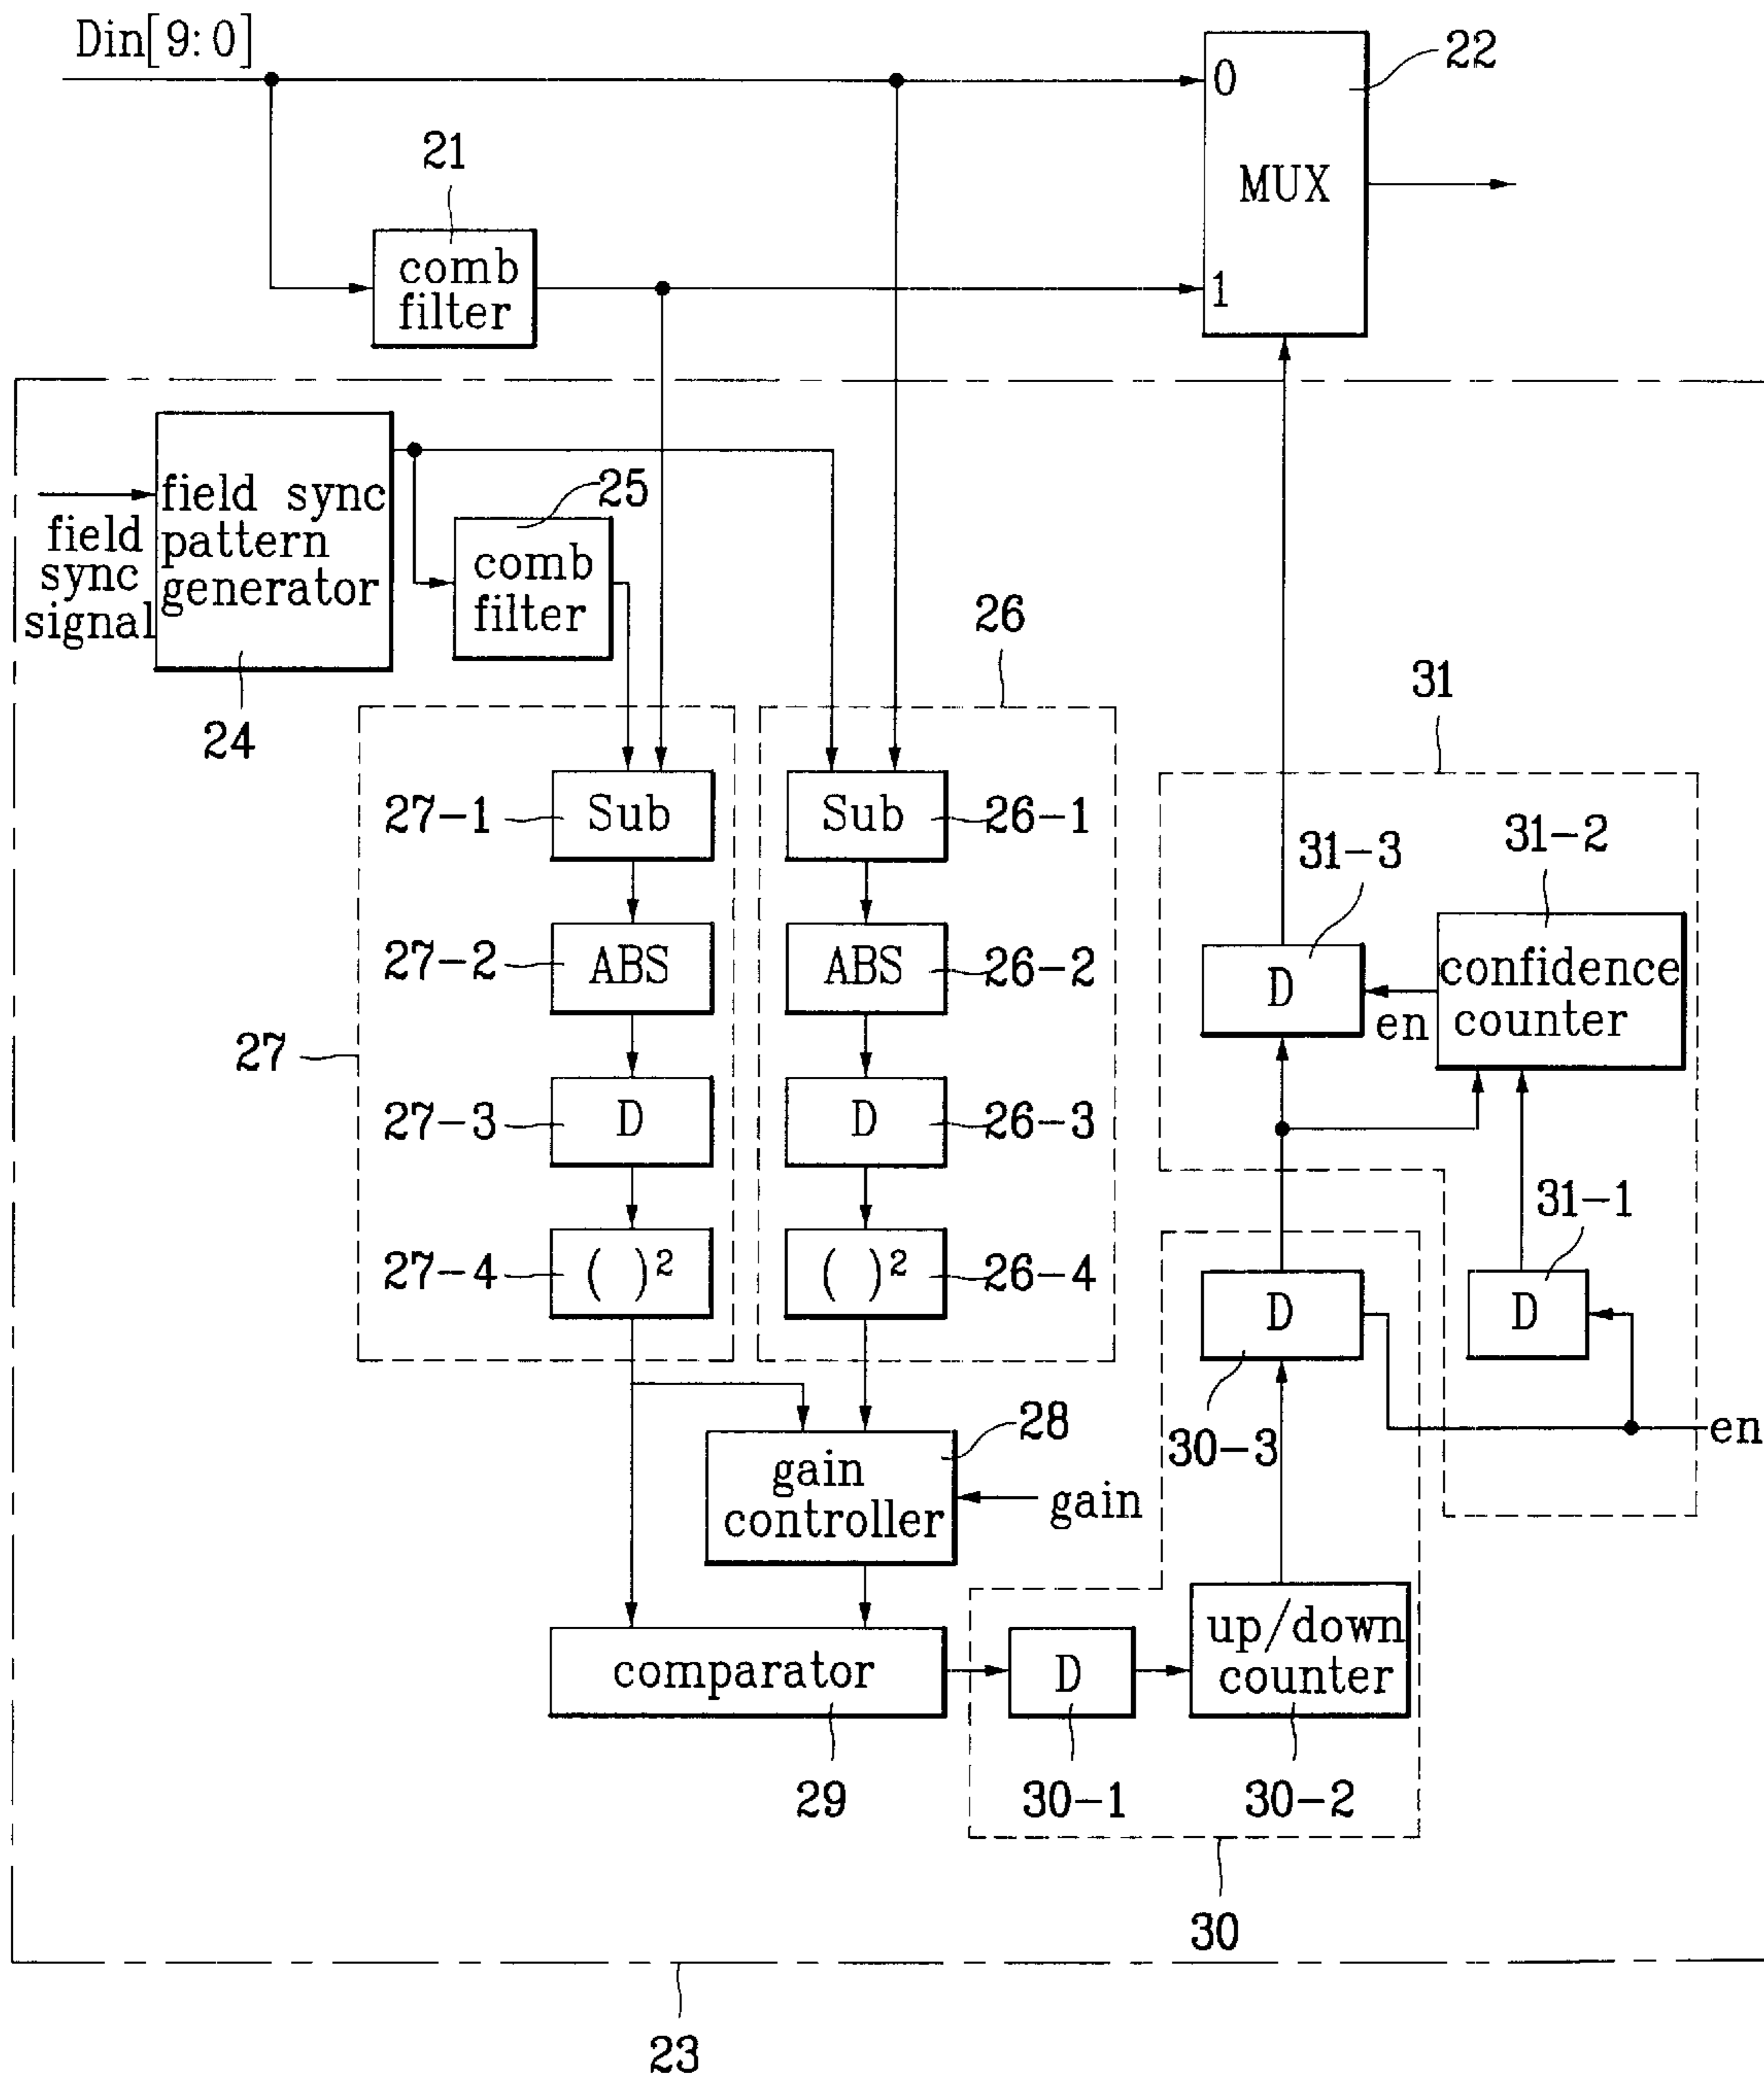 Din[9:0]
22
0
21
MUX
comb
filter
1
field sync
pattern
generator
field
sync
signal
25
comb
filter
24
26
31
27-1
Sub
Sub
26-1
31-3
31-2
27-2
ABS
ABS
26-2
D
confidence
counter
en
27
27-3
D
D
26-3
31-1
27-4
( )²
( )²
26-4
D
D
28
30-3
en
gain
controller
gain
comparator
D
up/down
counter
29
30-1
30-2
30
23